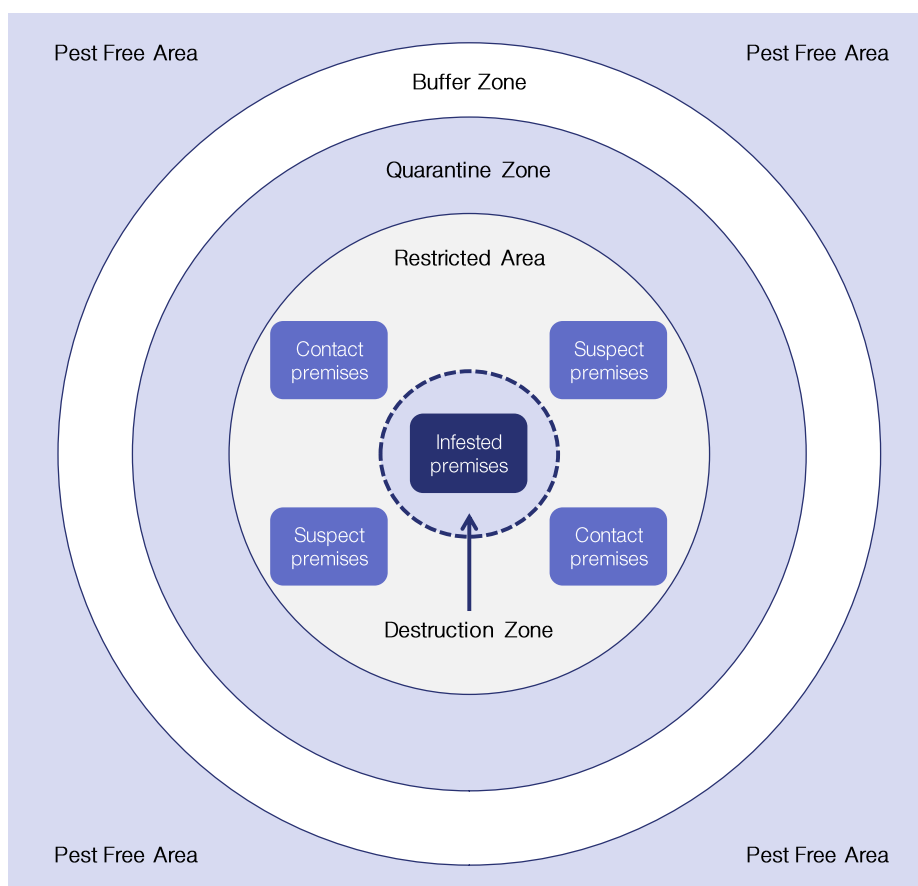 Pest Free Area
Pest Free Area
Buffer Zone
Quarantine Zone
Restricted Area
Contact
premises
Suspect
premises
Infested
premises
Suspect
premises
Contact
premises
Destruction Zone
Pest Free Area
Pest Free Area